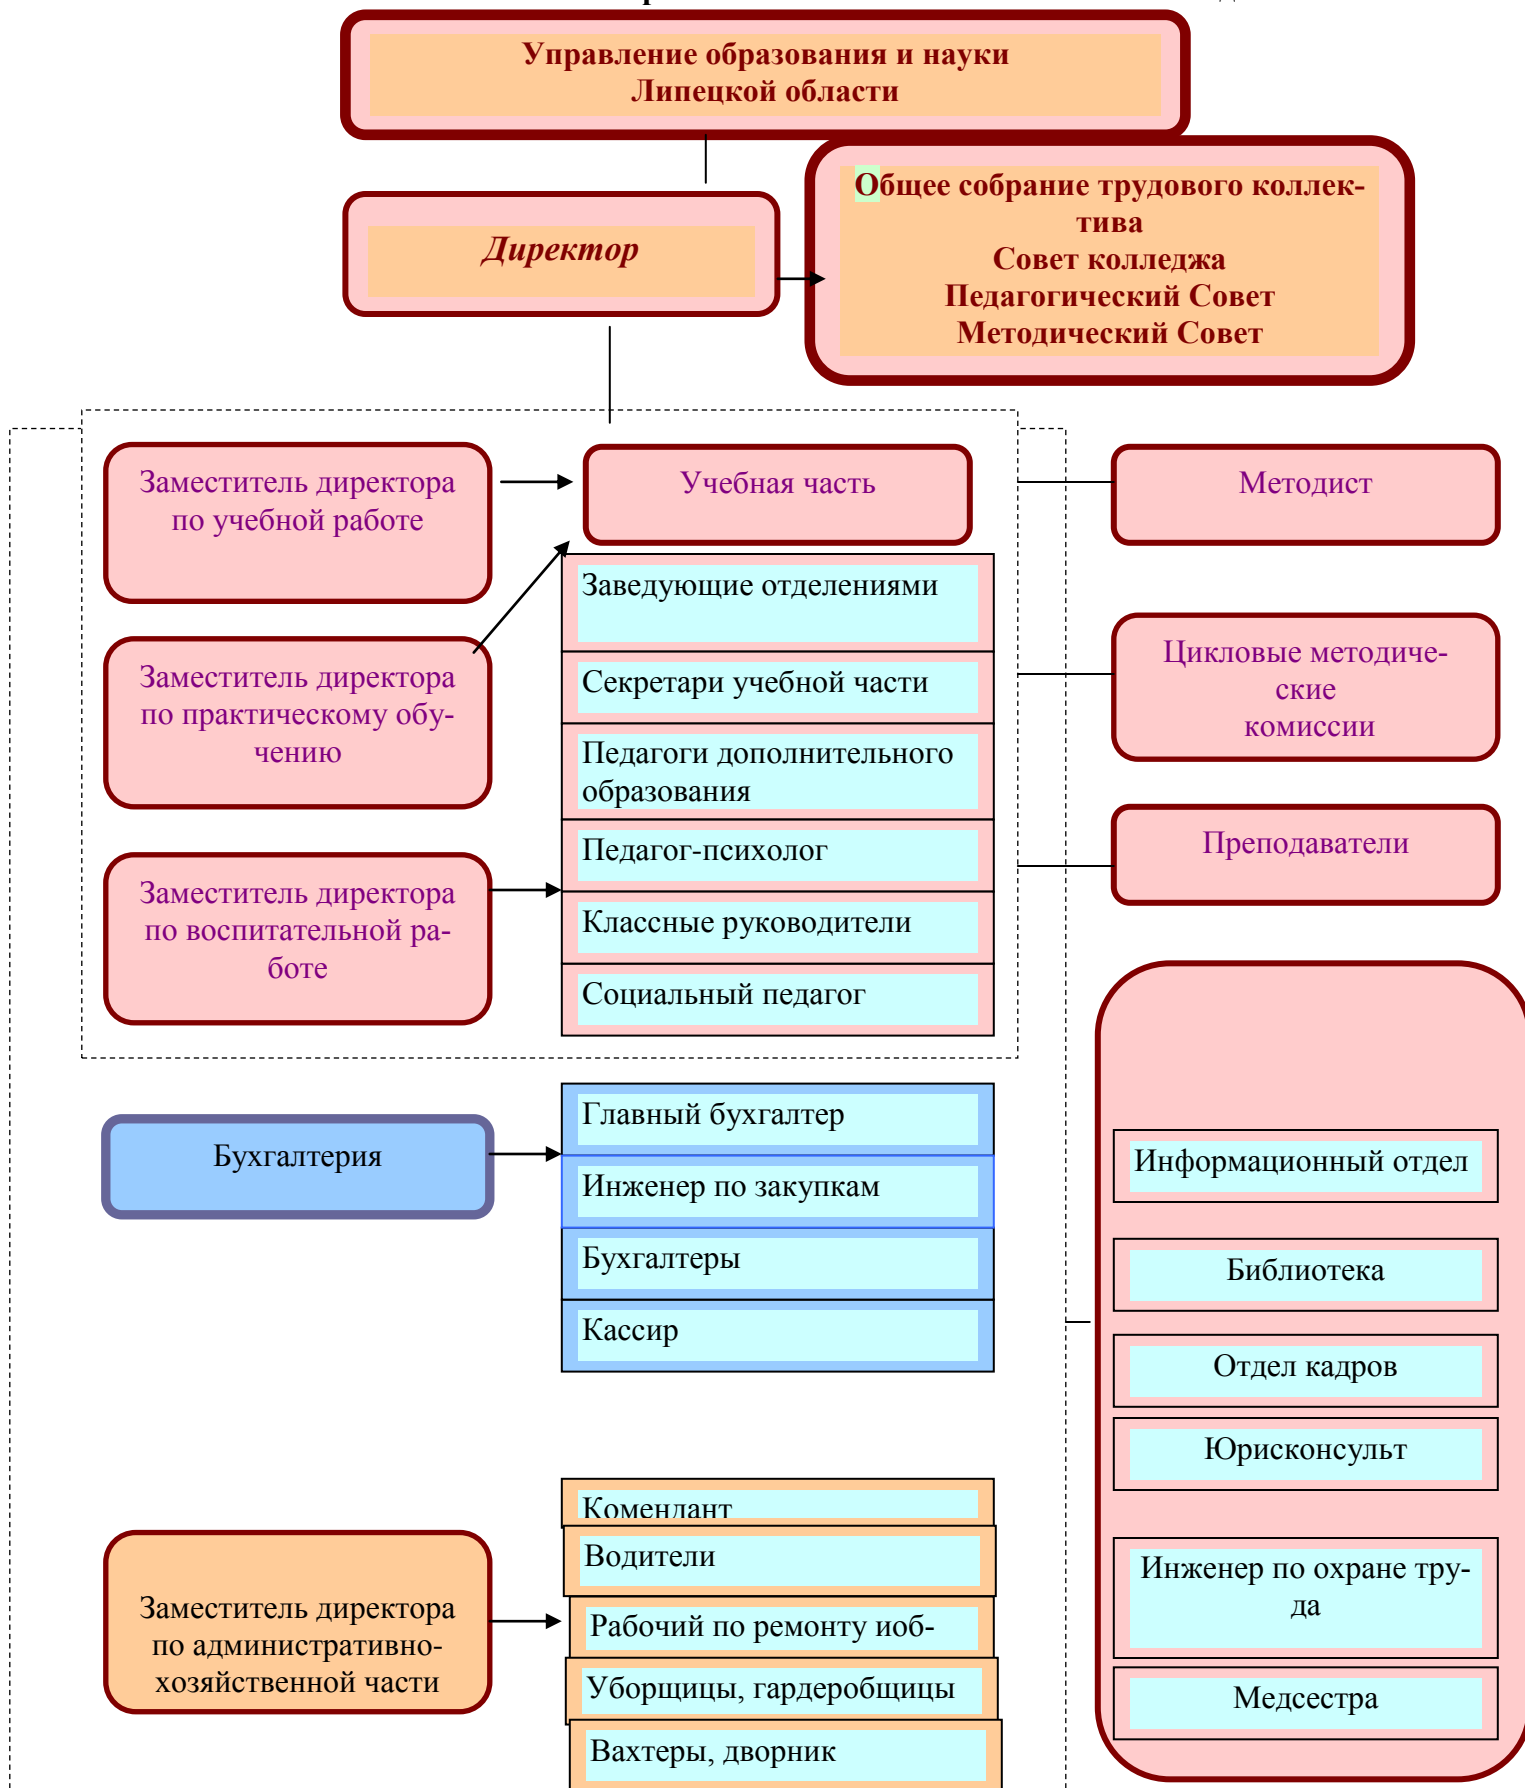 Управление образования и науки
Липецкой области
Общее собрание трудового коллек-
тива
Совет колледжа
Педагогический Совет
Методический Совет
Директор
Заместитель директора
по учебной работе
Учебная часть
Методист
Заведующие отделениями
Заместитель директора
по практическому обу-
чению
Секретари учебной части
Цикловые методиче-
ские
комиссии
Педагоги дополнительного
образования
Педагог-психолог
Преподаватели
Заместитель директора
по воспитательной ра-
боте
Классные руководители
Социальный педагог
Бухгалтерия
Главный бухгалтер
Инженер по закупкам
Бухгалтеры
Кассир
Информационный отдел
Библиотека
Отдел кадров
Юрисконсульт
Инженер по охране тру-
да
Медсестра
Заместитель директора
по административно-
хозяйственной части
Комендант
Водители
Рабочий по ремонту иоб-
Уборщицы, гардеробщицы
Вахтеры, дворник